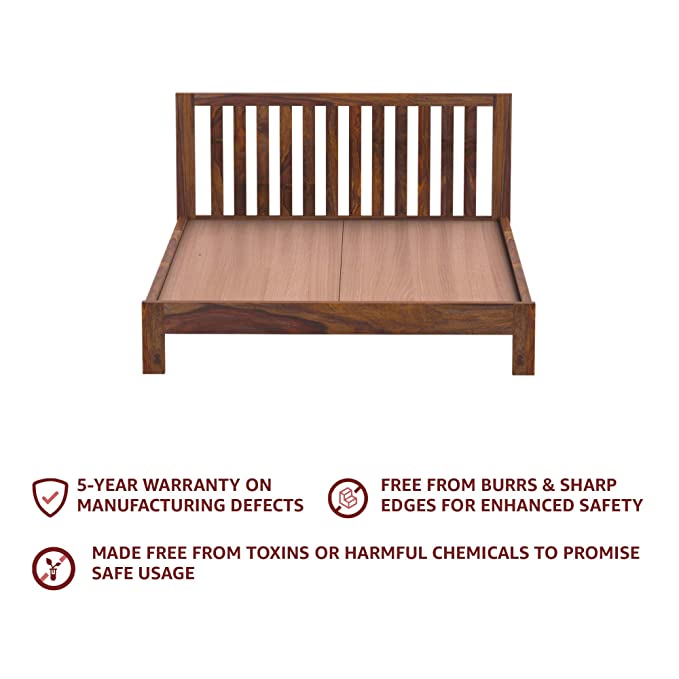 5-YEAR WARRANTY ON
MANUFACTURING DEFECTS
FREE FROM BURRS & SHARP
EDGES FOR ENHANCED SAFETY
MADE FREE FROM TOXINS OR HARMFUL CHEMICALS TO PROMISE
SAFE USAGE